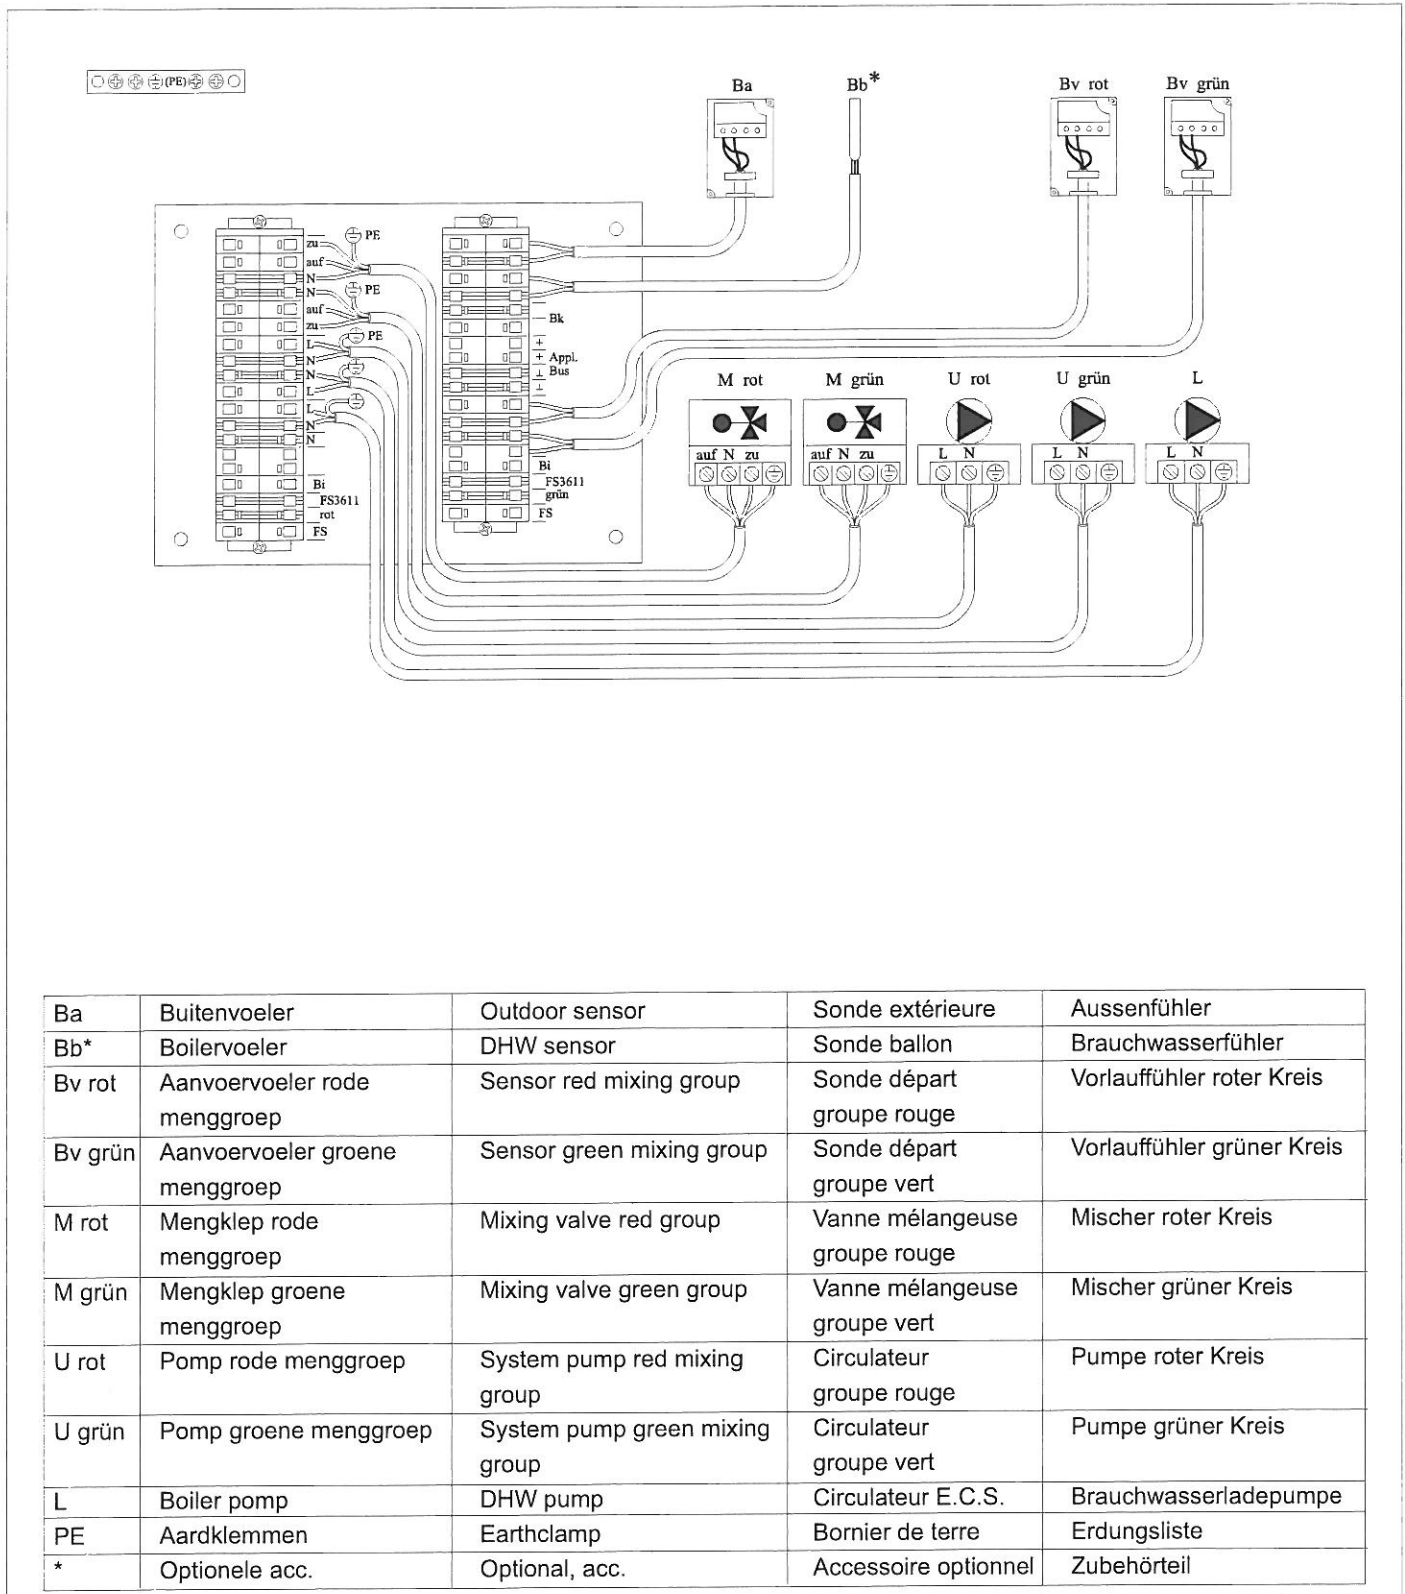 (PE)
Ba
Bb*
Bv rot
Bv grün
zu
PE
auf
N
N
PE
auf
zu
L
PE
N
N
L
L
N
N
Bi
FS3611
rot
FS
Bk
+
+ Appl.
⊥ Bus
⊥
Bi
FS3611
grün
FS
M rot
M grün
U rot
U grün
L
auf N zu
auf N zu
L N
L N
L N
Ba Buitenvoeler Outdoor sensor Sonde extérieure Aussenfühler
Bb* Boilervoeler DHW sensor Sonde ballon Brauchwasserfühler
Bv rot Aanvoervoeler rode Sensor red mixing group Sonde départ Vorlauffühler roter Kreis
menggroep groupe rouge
Bv grün Aanvoervoeler groene Sensor green mixing group Sonde départ Vorlauffühler grüner Kreis
menggroep groupe vert
M rot Mengklep rode Mixing valve red group Vanne mélangeuse Mischer roter Kreis
menggroep groupe rouge
M grün Mengklep groene Mixing valve green group Vanne mélangeuse Mischer grüner Kreis
menggroep groupe vert
U rot Pomp rode menggroep System pump red mixing Circulateur Pumpe roter Kreis
group groupe rouge
U grün Pomp groene menggroep System pump green mixing Circulateur Pumpe grüner Kreis
group groupe vert
L Boiler pomp DHW pump Circulateur E.C.S. Brauchwasserladepumpe
PE Aardklemmen Earthclamp Bornier de terre Erdungsliste
* Optionele acc. Optional, acc. Accessoire optionnel Zubehörteil